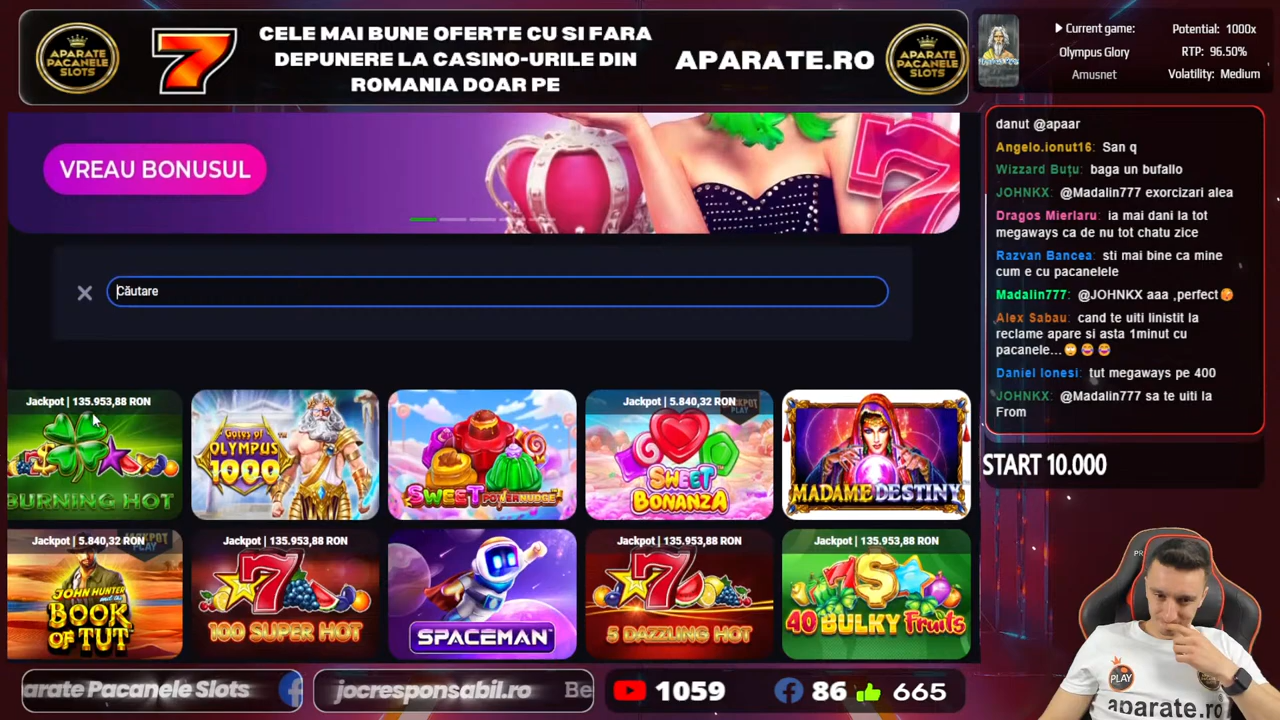 APARATE
PACANELE
SLOTS
7
CELE MAI BUNE OFERTE CU SI FARA
DEPUNERE LA CASINO-URILE DIN
ROMANIA DOAR PE
APARATE.RO
APARATE
PACANELE
SLOTS
Current game:
Olympus Glory
Amusnet
Potential: 1000x
RTP: 96.50%
Volatility: Medium
VREAU BONUSUL
Căutare
danut @apaar
Angelo.ionut16: San q
Wizzard Buțu: baga un bufallo
JOHNKX: @Madalin777 exorcizari alea
Dragos Mierlaru: ia mai dani la tot
megaways ca de nu tot chatu zice
Razvan Bancea: sti mai bine ca mine
cum e cu pacanelele
Madalin777: @JOHNKX aaa ,perfect
Alex Sabau: cand te uiti linistit la
reclame apare si asta 1minut cu
pacanele...
Daniel Ionesi: tut megaways pe 400
JOHNKX: @Madalin777 sa te uiti la
From
START 10.000
Jackpot | 135.953,88 RON
BURNING HOT
Gates of
OLYMPUS
1000
SWEET POWERNUDGE
Jackpot | 5.840,32 RON
JACKPOT
PLAY
SWEET
BONANZA
MADAME DESTINY
Jackpot | 5.840,32 RON
JACKPOT
PLAY
JOHN HUNTER
BOOK
OF TUT
Jackpot | 135.953,88 RON
7
100 SUPER HOT
SPACEMAN
Jackpot | 135.953,88 RON
7
5 DAZZLING HOT
Jackpot | 135.953,88 RON
7 $
40 BULKY Fruits
PLAY
aparate.ro
arate Pacanele Slots
jocresponsabil.ro
Be
1059
86
665